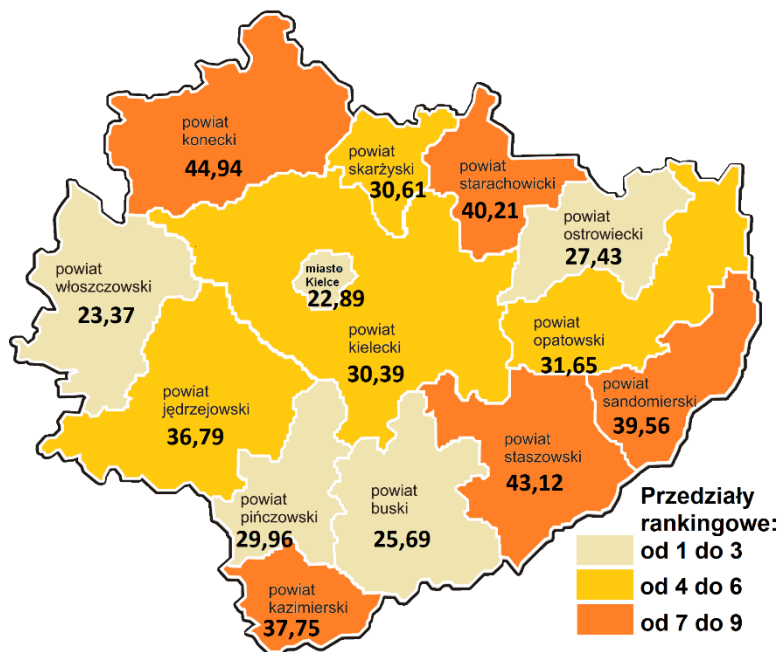 powiat
konecki
44,94
powiat
skarżyski
30,61
powiat
starachowicki
40,21
powiat
ostrowiecki
27,43
powiat
włoszczowski
23,37
miasto
Kielce
22,89
powiat
kielecki
30,39
powiat
opatowski
31,65
powiat
sandomierski
39,56
powiat
jędrzejowski
36,79
powiat
staszowski
43,12
powiat
pińczowski
29,96
powiat
buski
25,69
powiat
kazimierski
37,75
Przedziały
rankingowe:
od 1 do 3
od 4 do 6
od 7 do 9